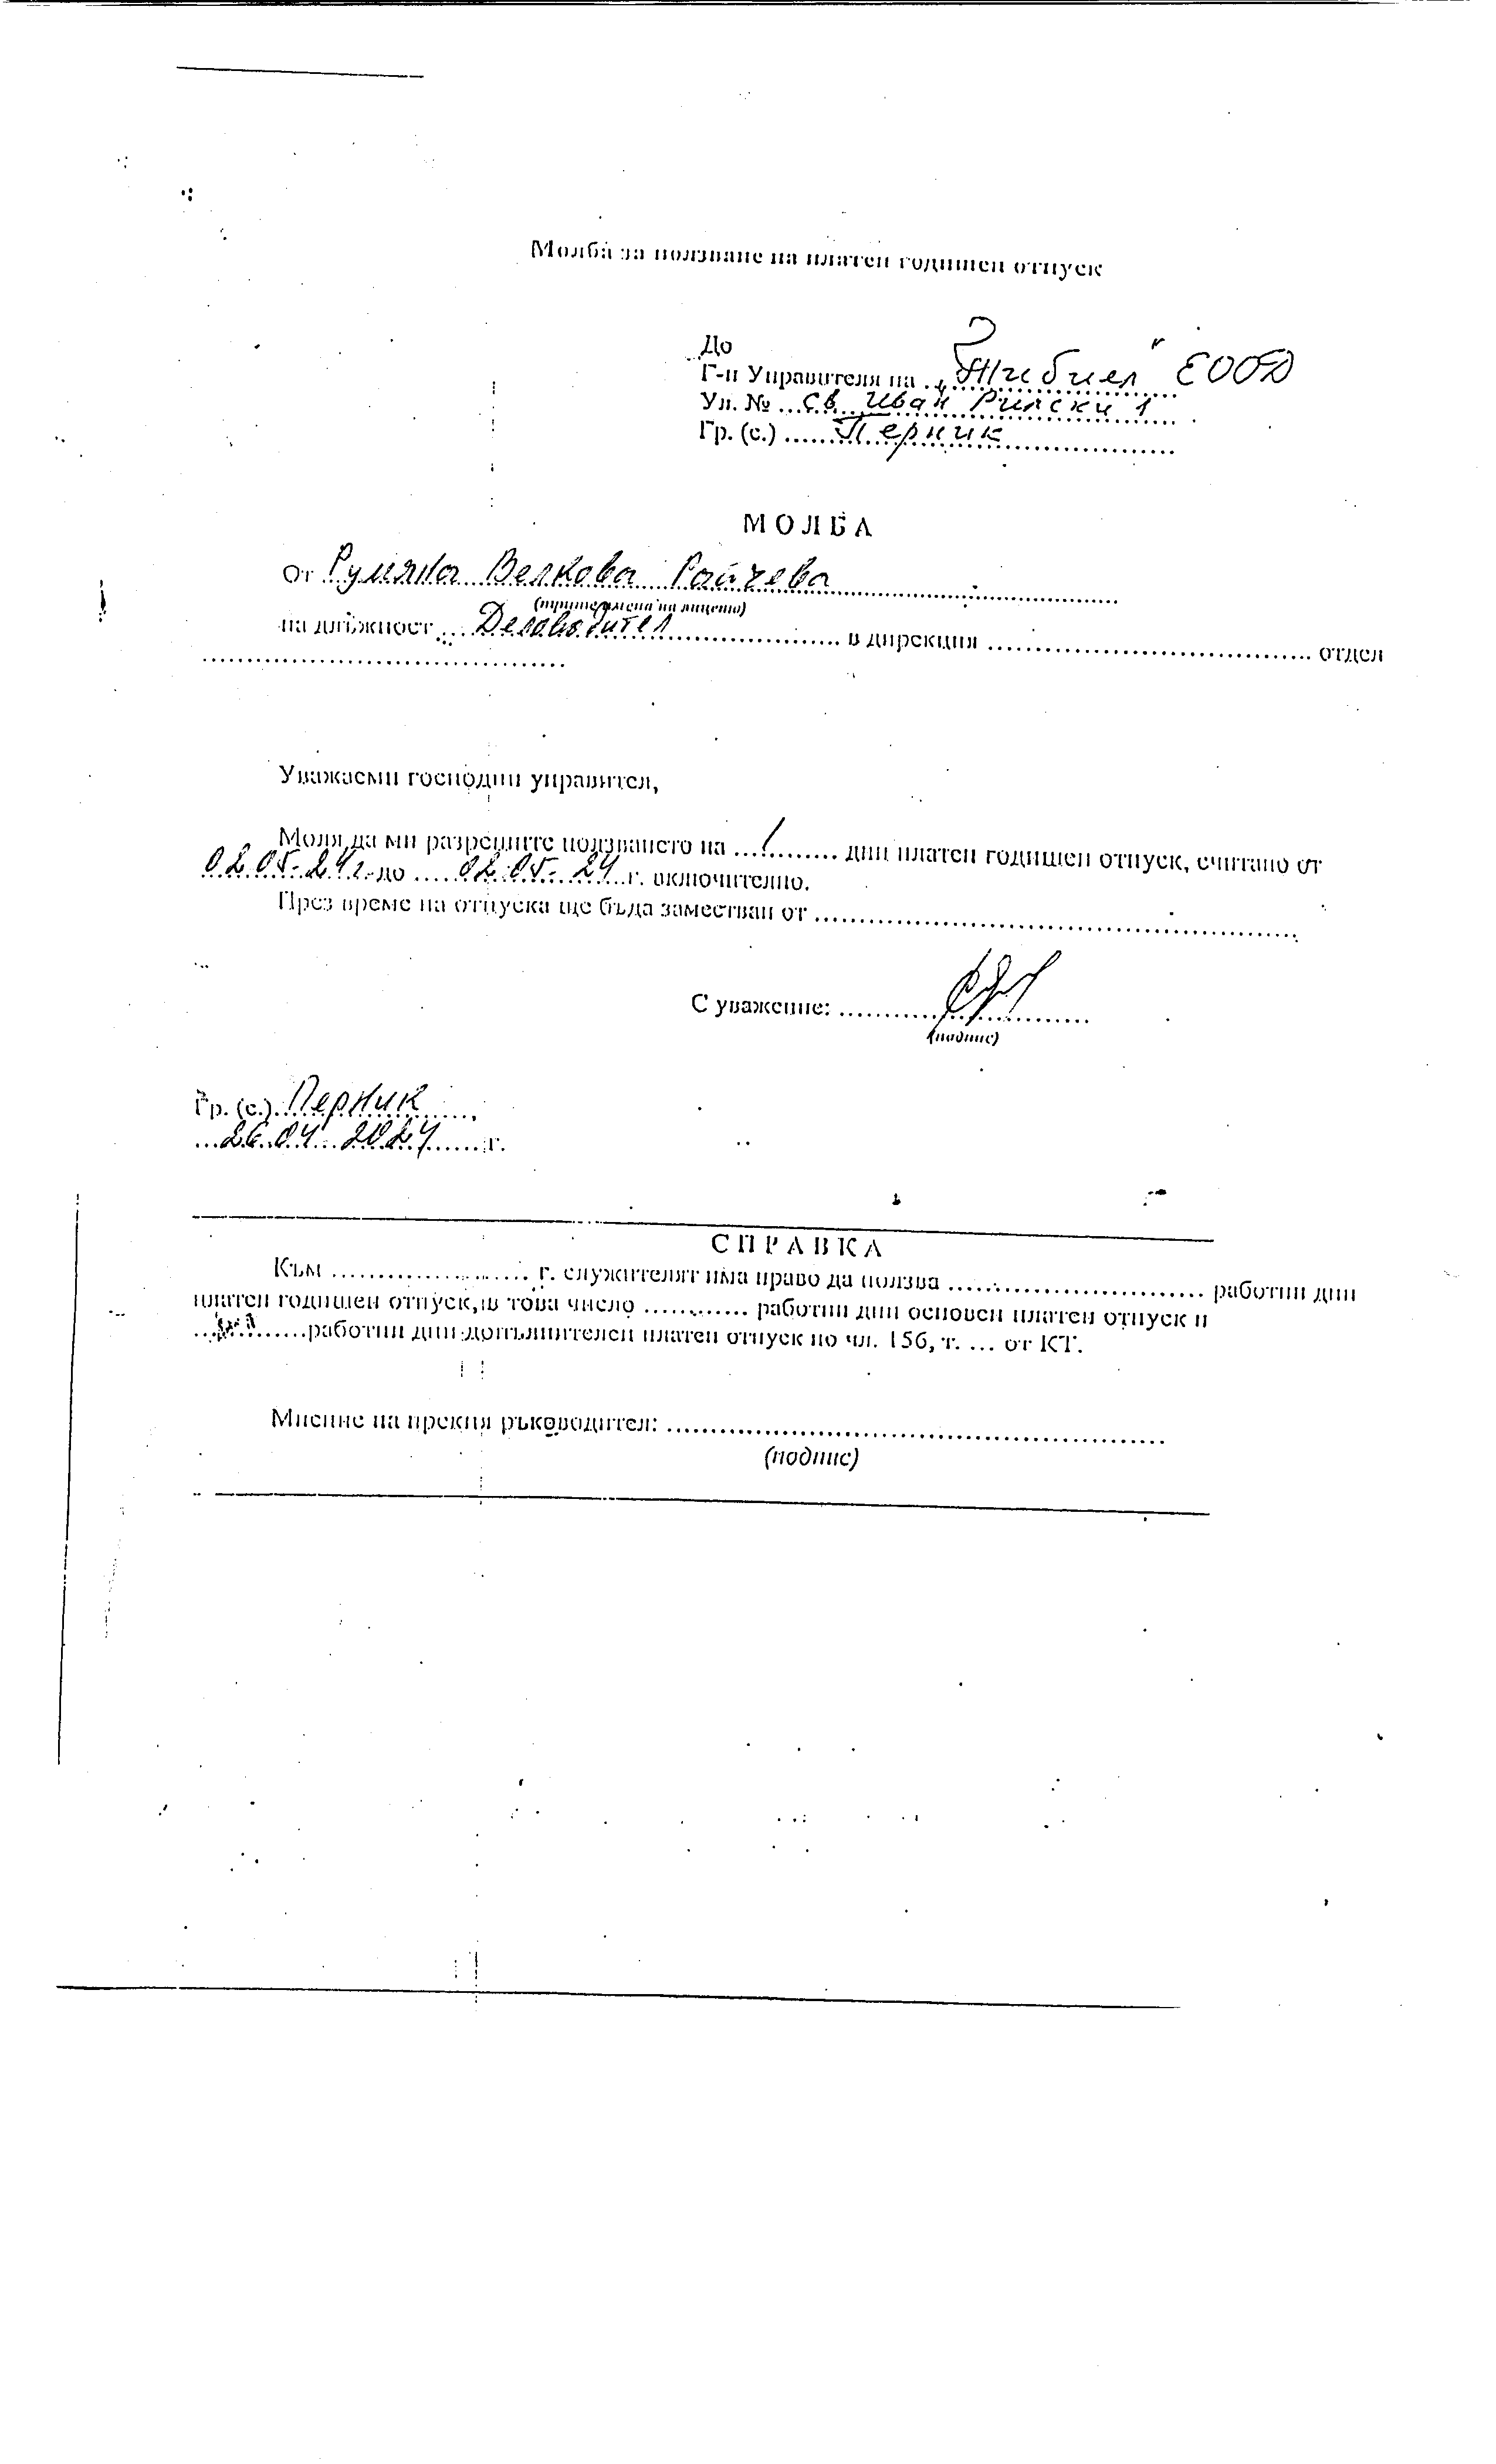 Молба за ползване на платен годишен отпуск
До
Г-н Управителя на „Жибиел" ЕООД
Ул. № Св. Иван Рилски 1
Гр. (с.) Перник
МОЛБА
От Румяна Велкова Райчева
(трите имена на лицето)
на длъжност Деловодител в дирекция отдел
Уважаеми господин управител,
Моля да ми разрешите ползването на 1 дни платен годишен отпуск, считано от
02.05.24 г. до 02.05.24 г. включително.
През време на отпуска ще бъда заместван от
С уважение:
(подпис)
Гр. (с.) Перник,
26.04.2024 г.
СПРАВКА
Към г. служителят има право да ползва работни дни
платен годишен отпуск, в това число работни дни основен платен отпуск и
работни дни допълнителен платен отпуск по чл. 156, т. ... от КТ.
Мнение на прекия ръководител:
(подпис)